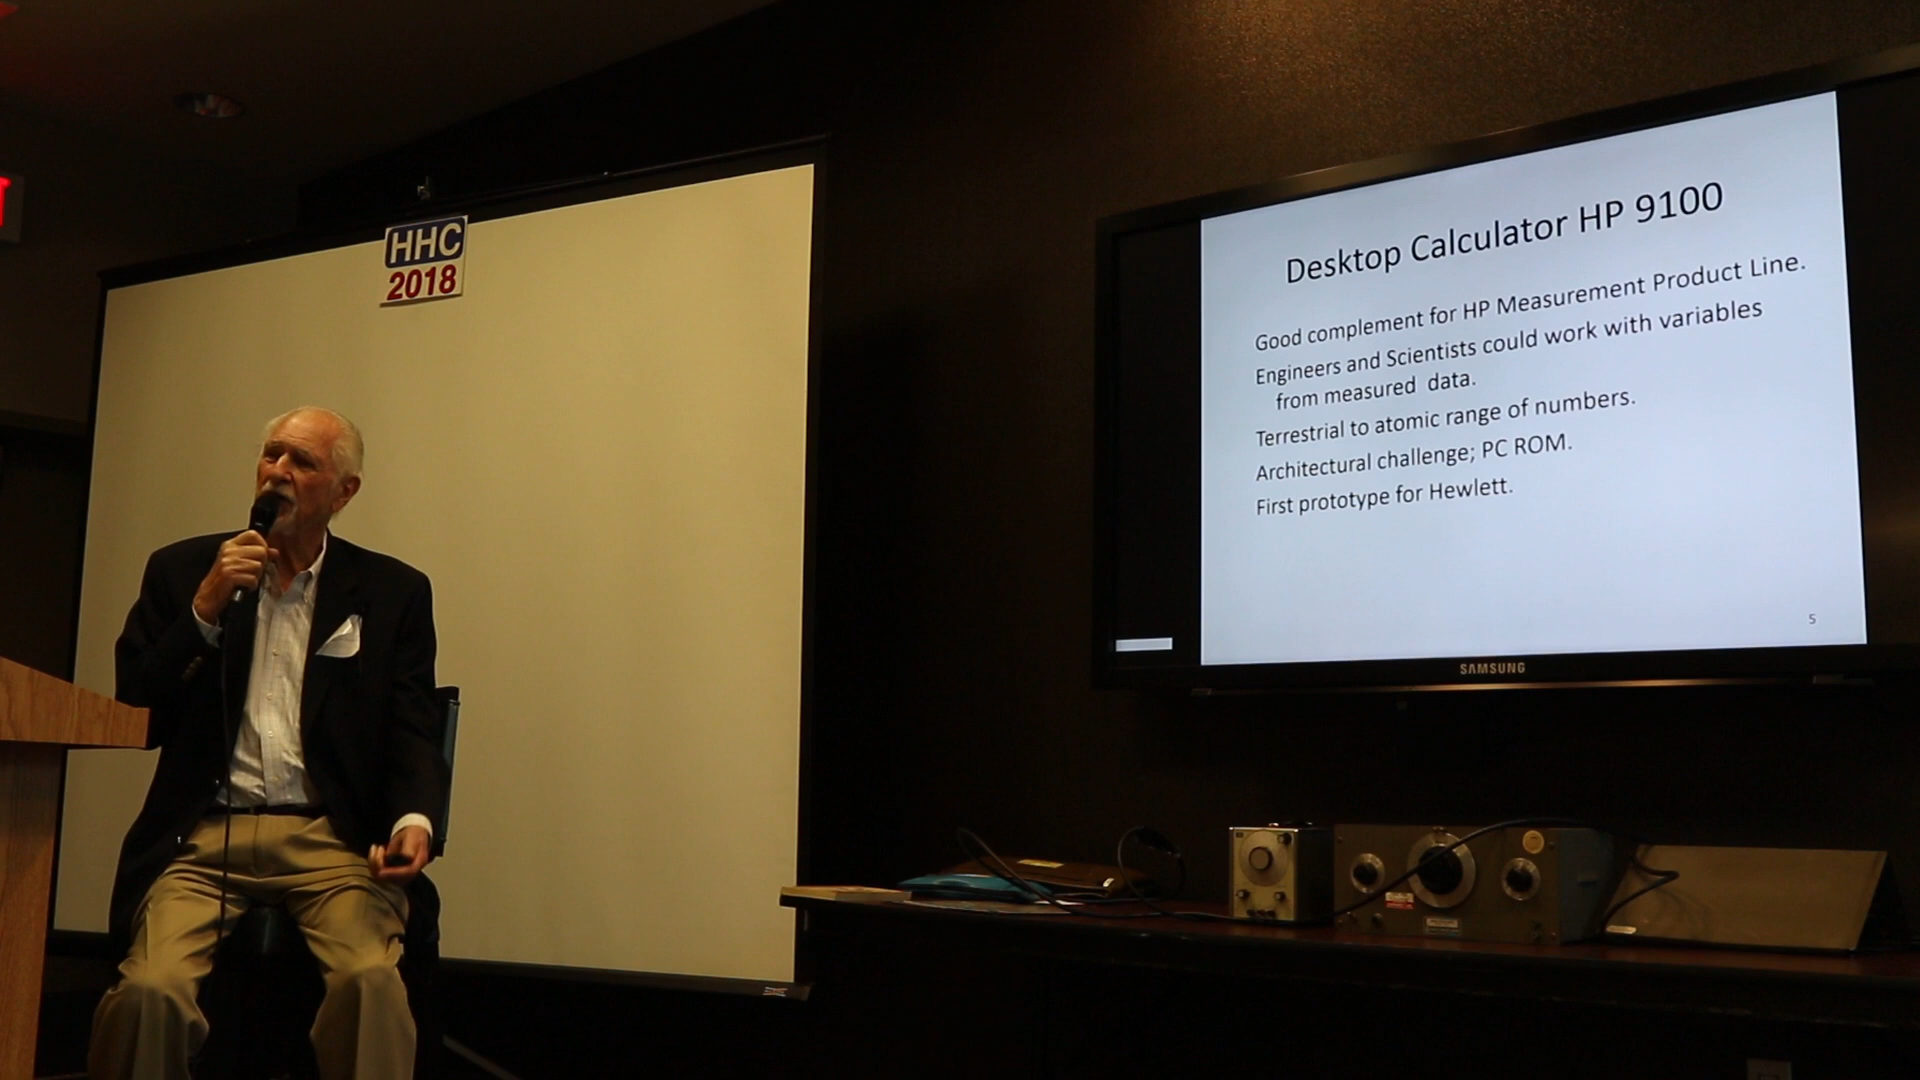 HHC
2018
Desktop Calculator HP 9100
Good complement for HP Measurement Product Line.
Engineers and Scientists could work with variables
from measured data.
Terrestrial to atomic range of numbers.
Architectural challenge; PC ROM.
First prototype for Hewlett.
5
SAMSUNG